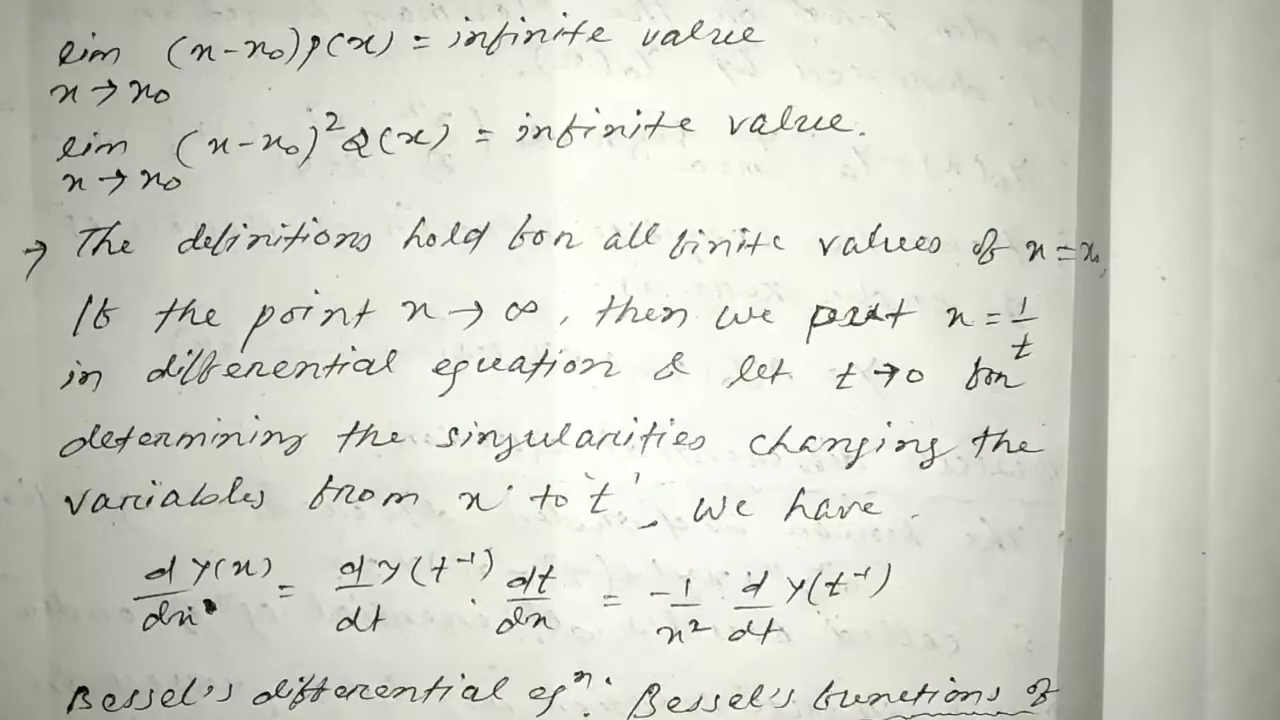 lim (x-x₀) P(x) = infinite value
x→x₀
lim (x-x₀)² Q(x) = infinite value.
x→x₀
→ The definitions hold for all finite values of x=x₀,
If the point x→∞, then we put x = 1/t
in differential equation & let t→0 for
determining the singularities changing the
variables from x to 't', we have.
dy(x)/dx = dy(t⁻¹)/dt · dt/dx = -1/x² d/dt y(t⁻¹)
Bessel's differential eqⁿ: Bessel's functions of